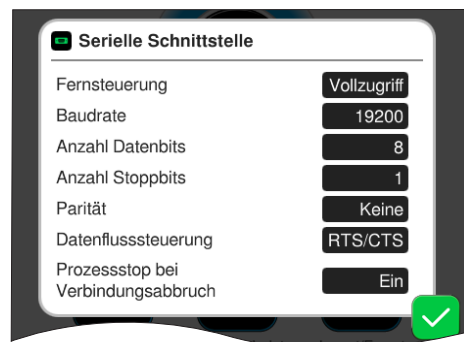 Serielle Schnittstelle
Fernsteuerung Vollzugriff
Baudrate 19200
Anzahl Datenbits 8
Anzahl Stoppbits 1
Parität Keine
Datenflusssteuerung RTS/CTS
Prozessstop bei
Verbindungsabbruch Ein